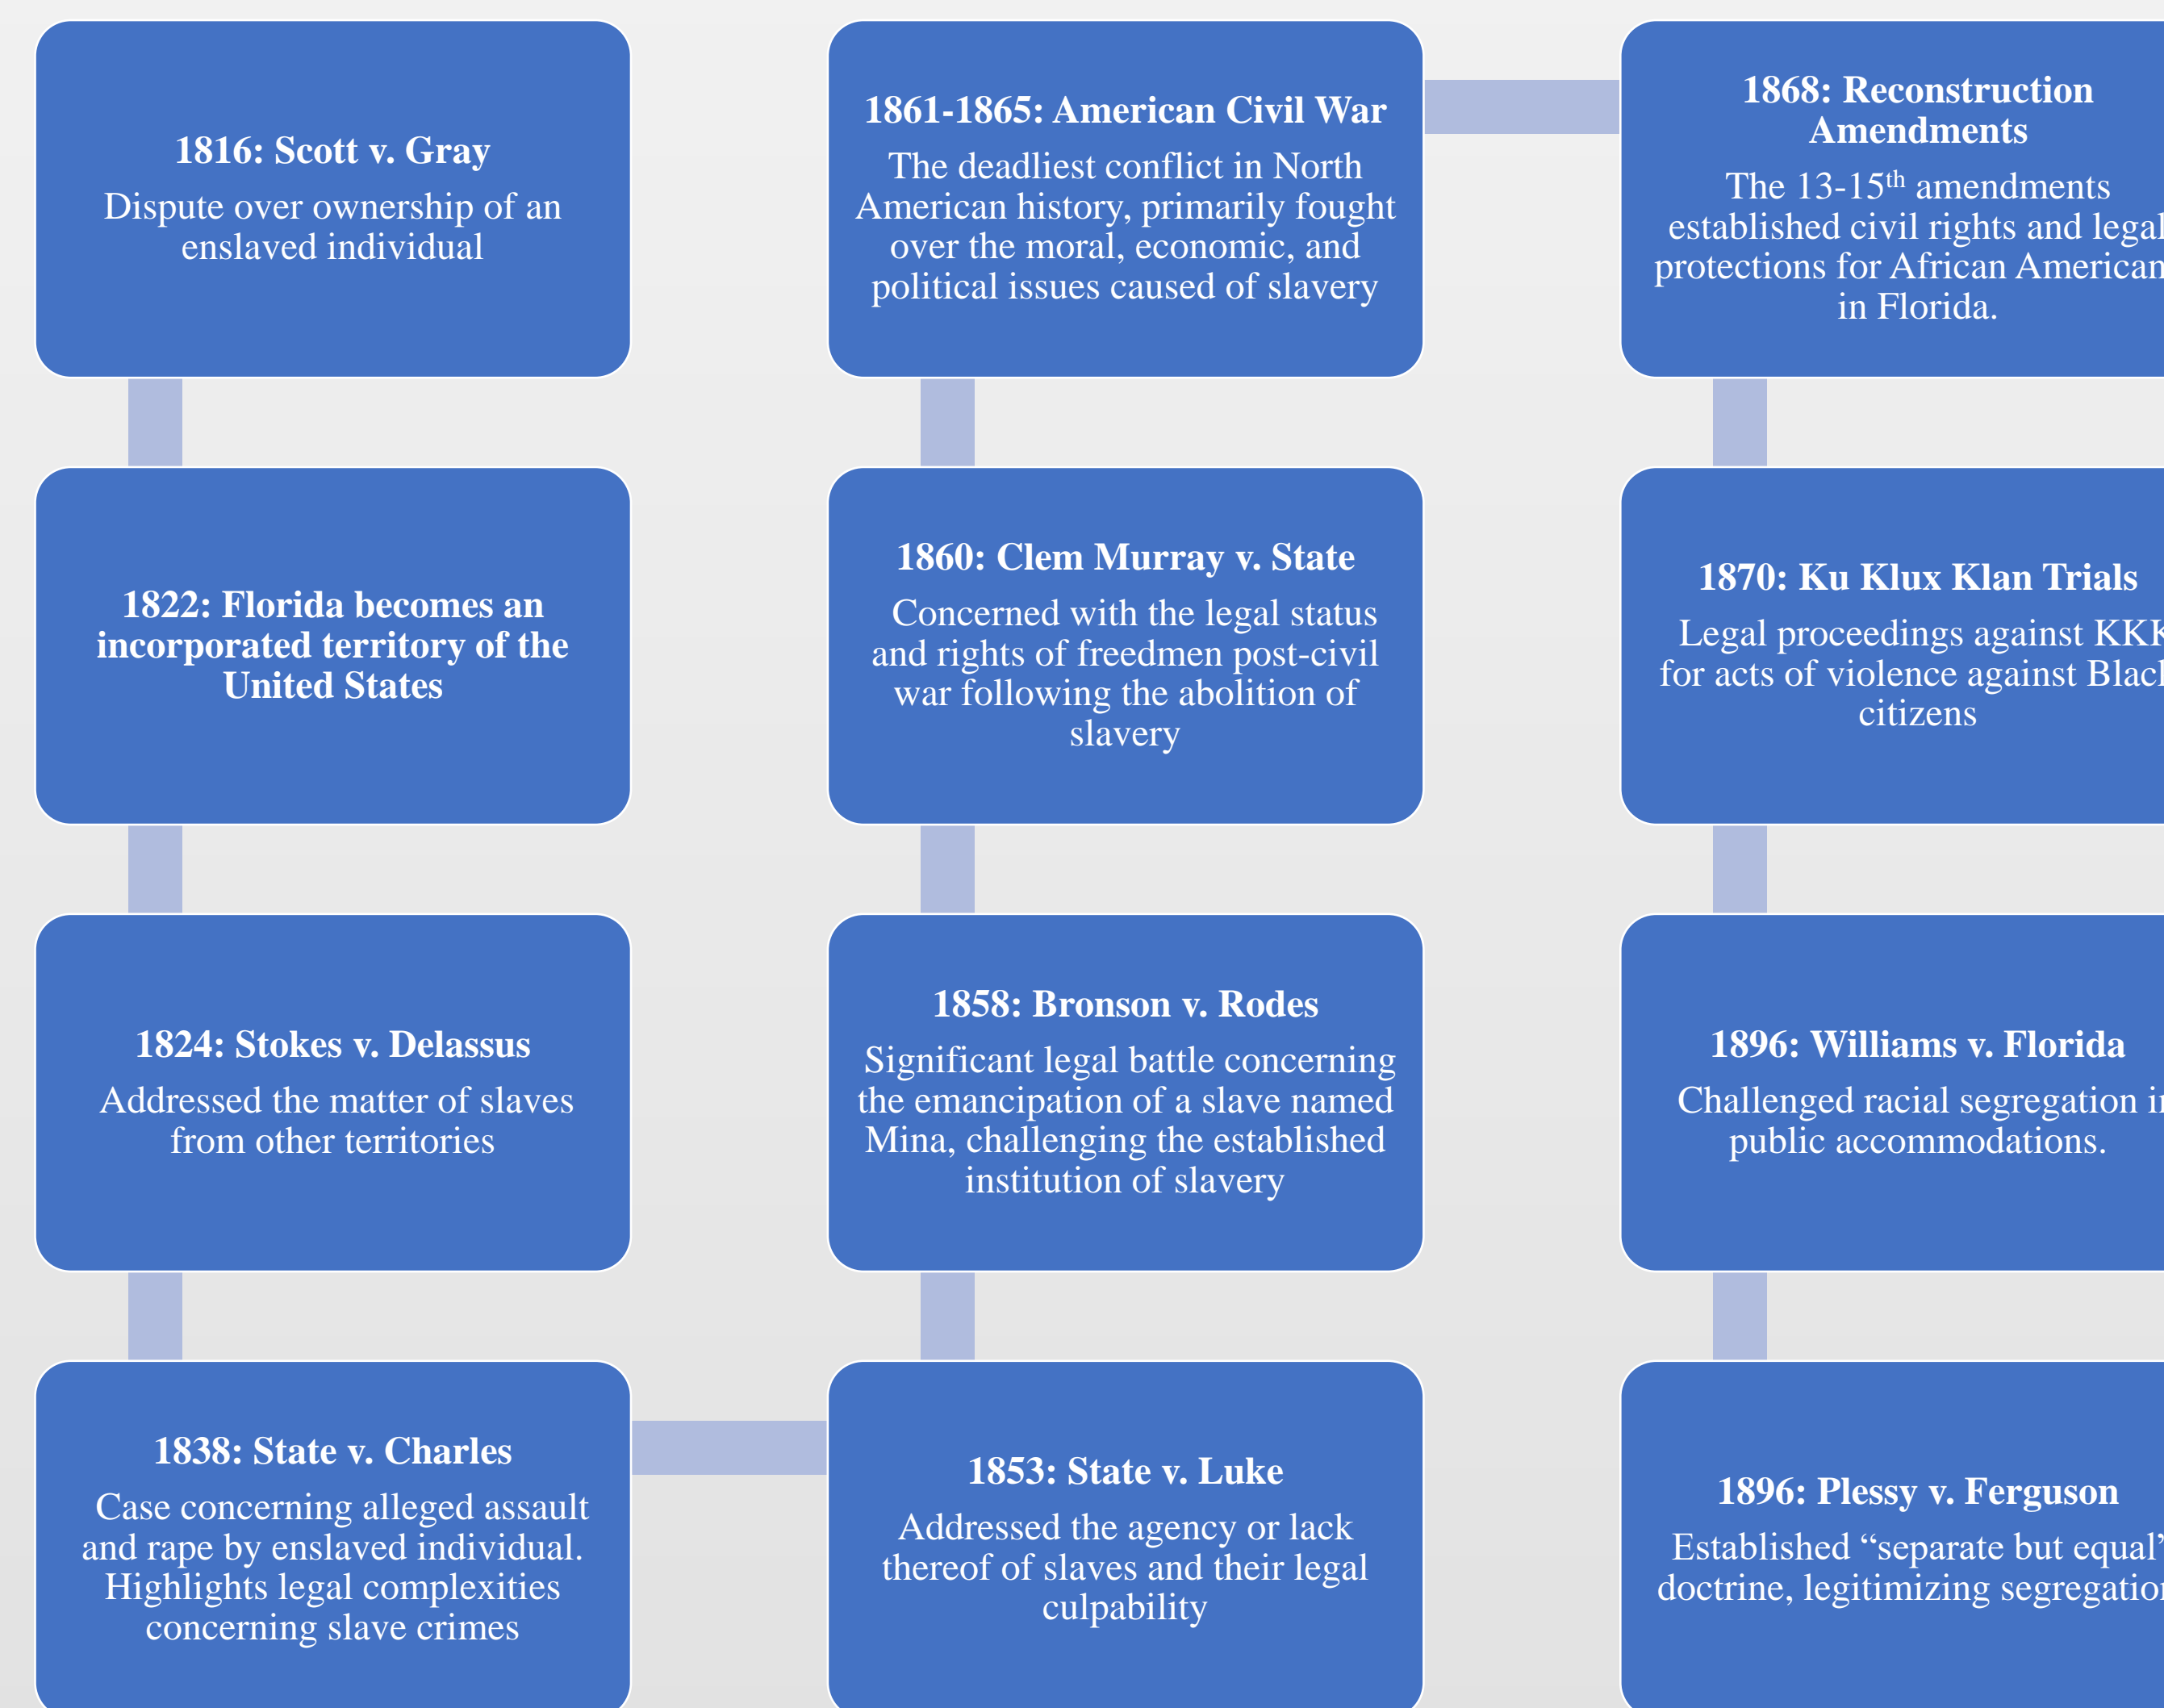 1816: Scott v. Gray
Dispute over ownership of an
enslaved individual
1822: Florida becomes an
incorporated territory of the
United States
1824: Stokes v. Delassus
Addressed the matter of slaves
from other territories
1838: State v. Charles
Case concerning alleged assault
and rape by enslaved individual.
Highlights legal complexities
concerning slave crimes
1853: State v. Luke
Addressed the agency or lack
thereof of slaves and their legal
culpability
1858: Bronson v. Rodes
Significant legal battle concerning
the emancipation of a slave named
Mina, challenging the established
institution of slavery
1860: Clem Murray v. State
Concerned with the legal status
and rights of freedmen post-civil
war following the abolition of
slavery
1861-1865: American Civil War
The deadliest conflict in North
American history, primarily fought
over the moral, economic, and
political issues caused of slavery
1868: Reconstruction
Amendments
The 13-15th amendments
established civil rights and legal
protections for African American
in Florida.
1870: Ku Klux Klan Trials
Legal proceedings against KKK
for acts of violence against Black
citizens
1896: Williams v. Florida
Challenged racial segregation in
public accommodations.
1896: Plessy v. Ferguson
Established “separate but equal”
doctrine, legitimizing segregation